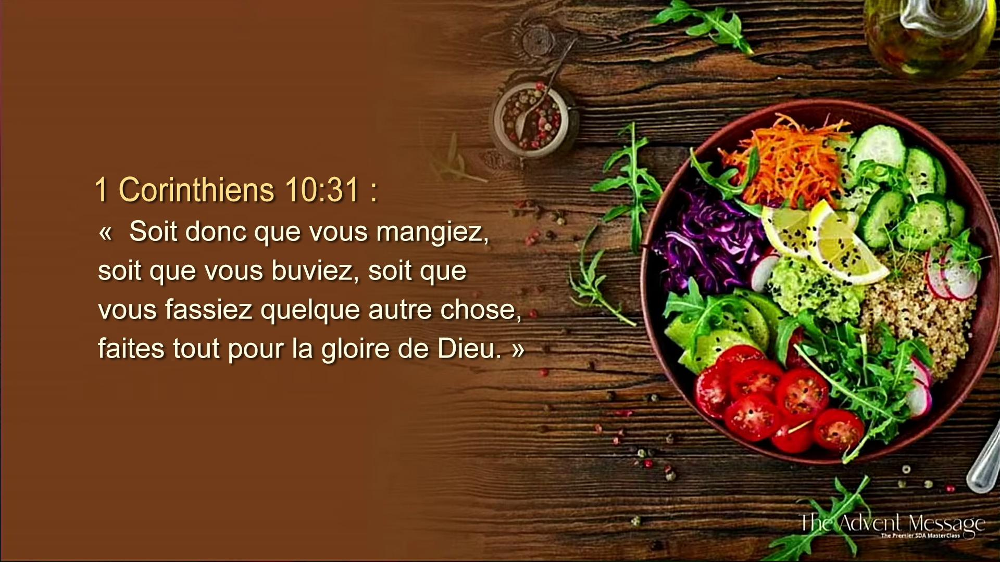 1 Corinthiens 10:31 :
« Soit donc que vous mangiez,
soit que vous buviez, soit que
vous fassiez quelque autre chose,
faites tout pour la gloire de Dieu. »
The Advent Message
The Premier SDA MasterClass